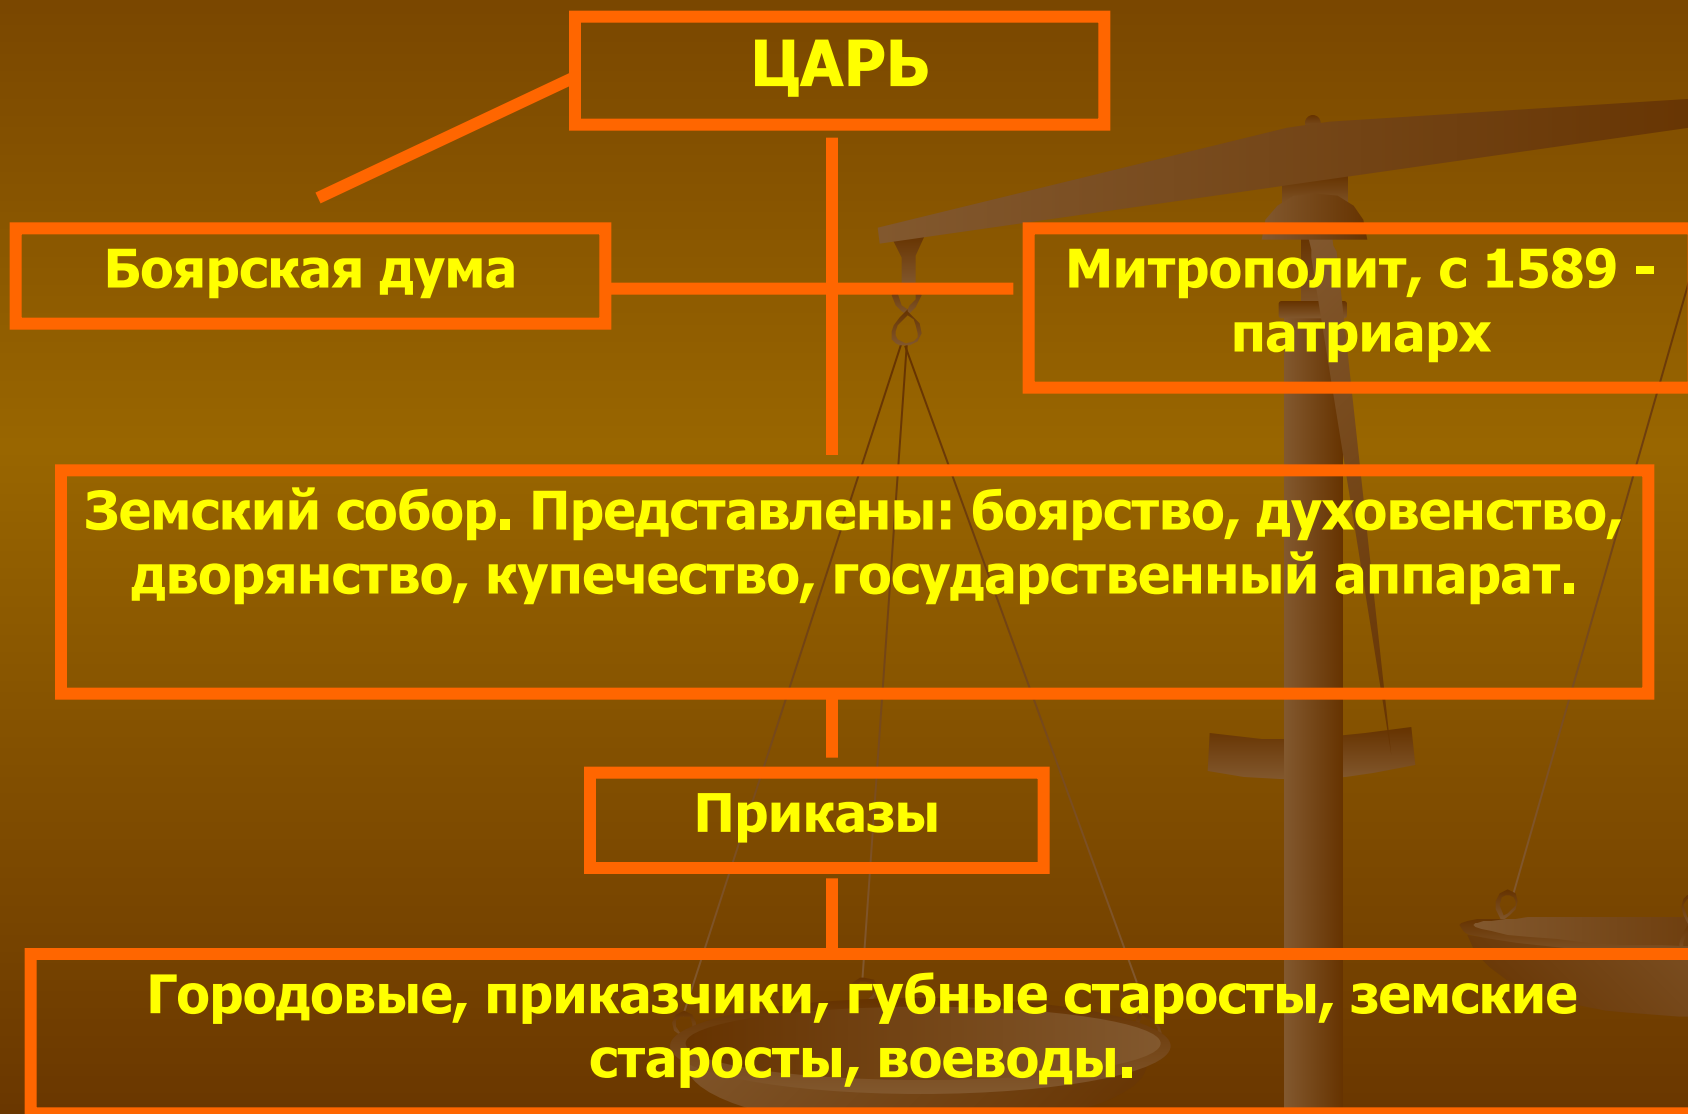 ЦАРЬ
Боярская дума
Митрополит, с 1589 -
патриарх
Земский собор. Представлены: боярство, духовенство,
дворянство, купечество, государственный аппарат.
Приказы
Городовые, приказчики, губные старосты, земские
старосты, воеводы.